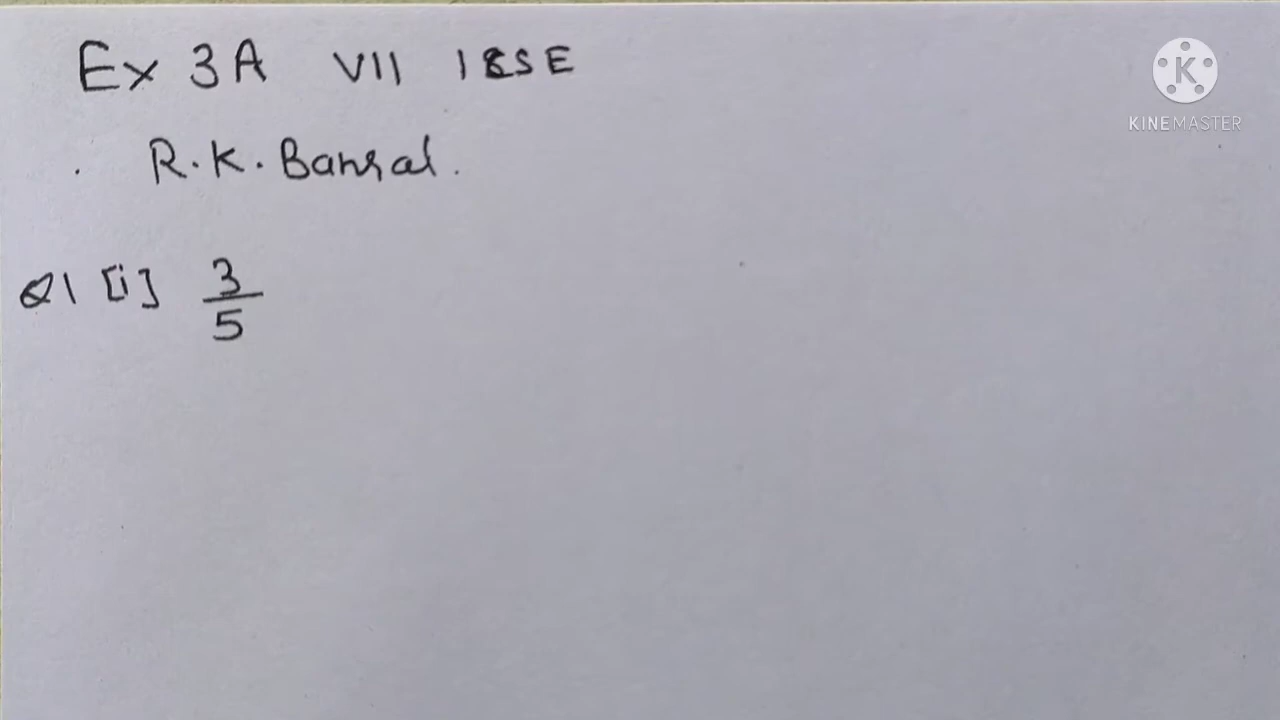 Ex 3A VII ICSE
R.K. Bansal.
Q1 [i] 3/5
K
KINEMASTER